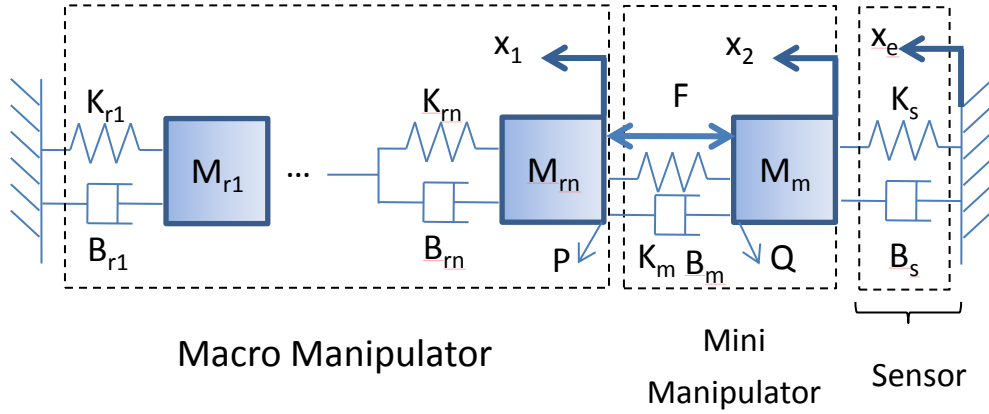 x1 x2 xe
Kr1 Krn F Ks
Mr1 ... Mrn Mm
Br1 Brn P Km Bm Q Bs
Macro Manipulator
Mini
Manipulator
Sensor